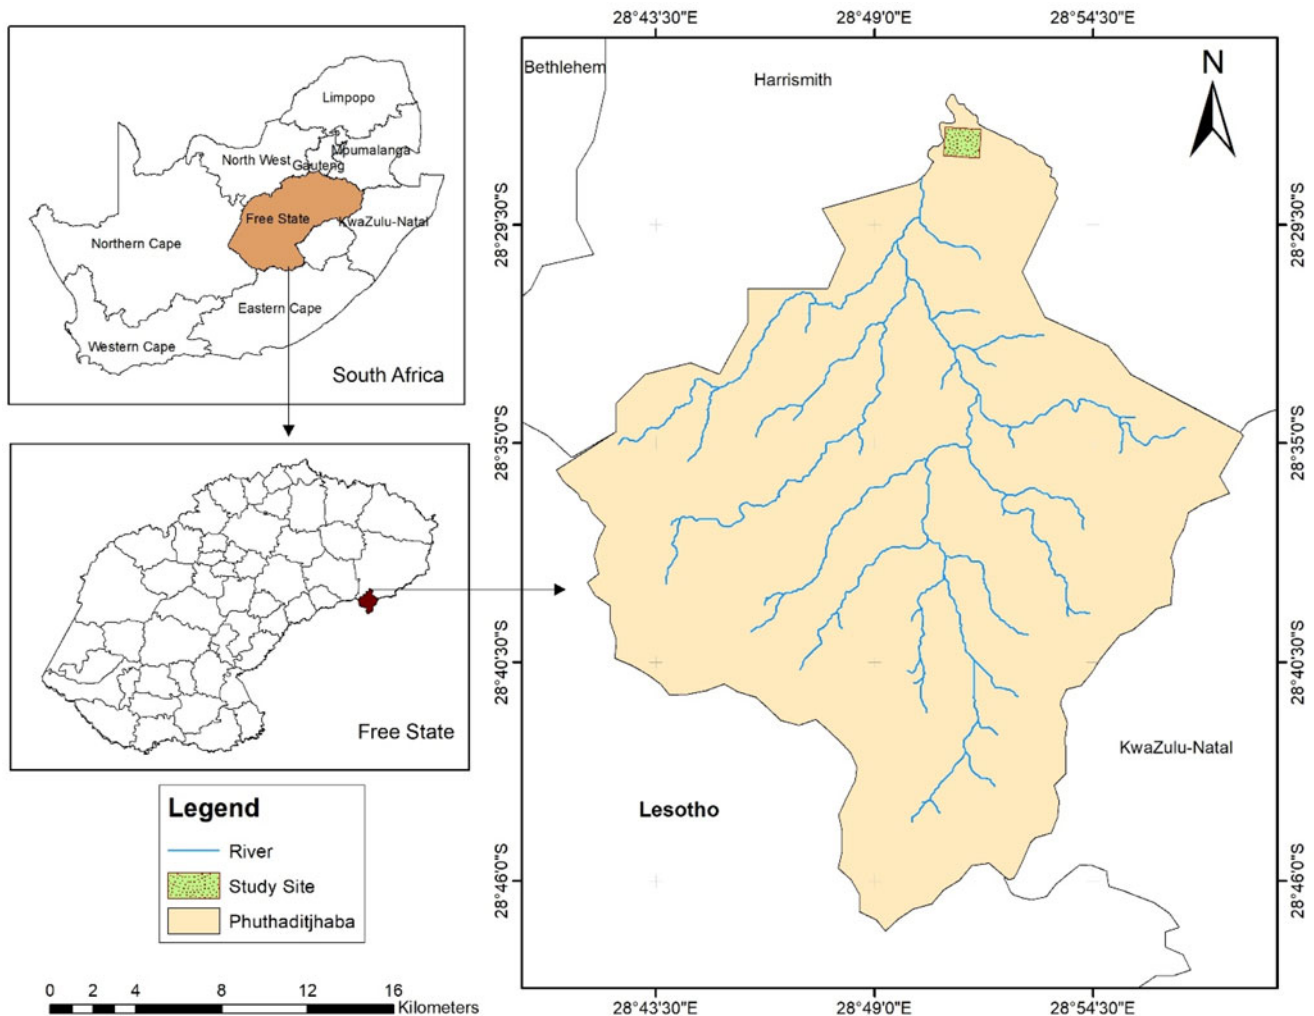 Limpopo
North West
Mpumalanga
Gauteng
Free State
KwaZulu-Natal
Northern Cape
Eastern Cape
Western Cape
South Africa
Free State
Legend
River
Study Site
Phuthaditjhaba
0 2 4 8 12 16
Kilometers
28°43'30"E 28°49'0"E 28°54'30"E
Bethlehem
Harrismith
N
28°29'30"S
28°29'30"S
28°35'0"S
28°35'0"S
28°40'30"S
28°40'30"S
KwaZulu-Natal
Lesotho
28°46'0"S
28°46'0"S
28°43'30"E 28°49'0"E 28°54'30"E